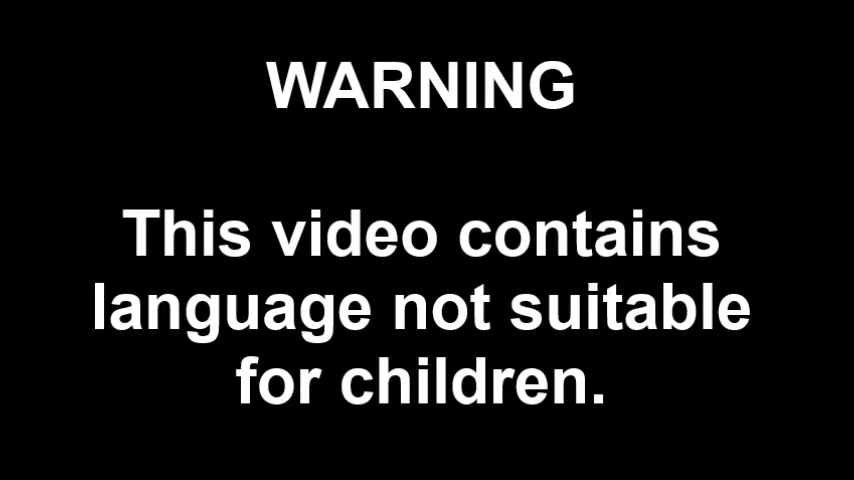 WARNING
This video contains
language not suitable
for children.